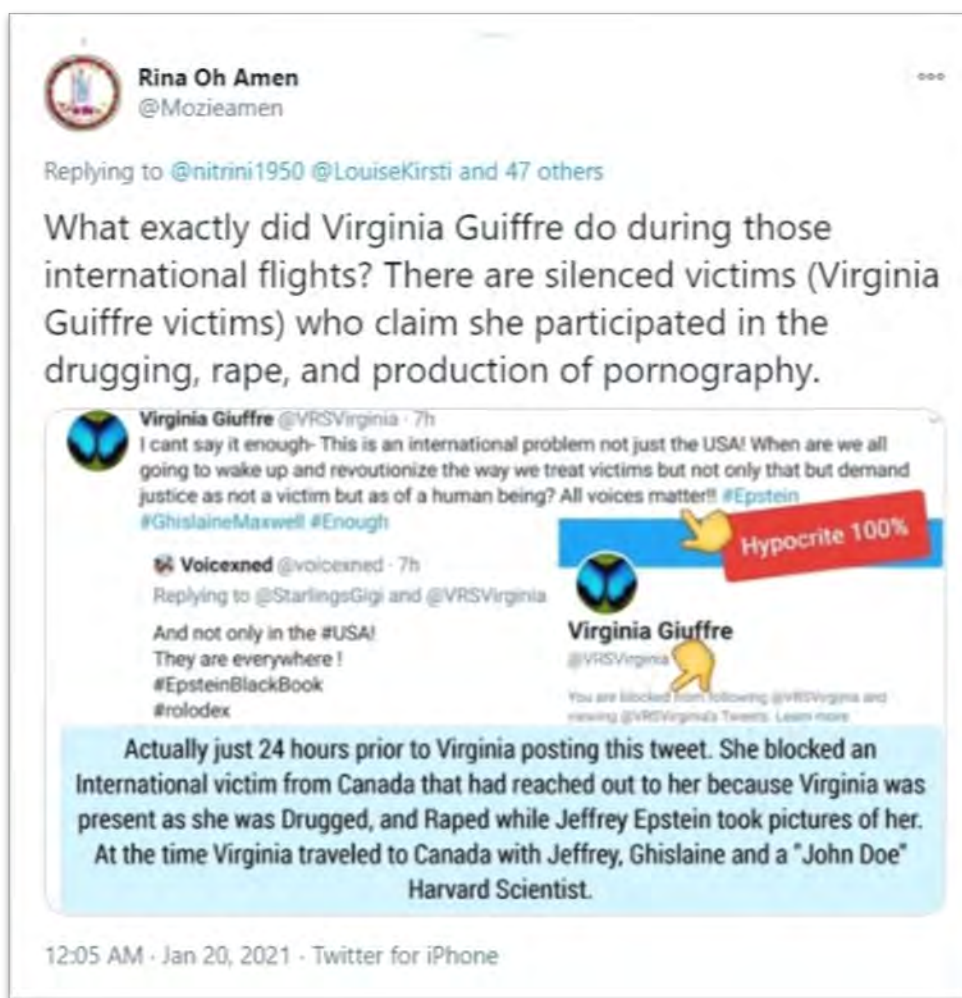 Rina Oh Amen
@Mozieamen
Replying to @nitrini1950 @LouiseKirsti and 47 others
What exactly did Virginia Guiffre do during those
international flights? There are silenced victims (Virginia
Guiffre victims) who claim she participated in the
drugging, rape, and production of pornography.
Virginia Giuffre @VRSVirginia · 7h
I cant say it enough- This is an international problem not just the USA! When are we all
going to wake up and revoutionize the way we treat victims but not only that but demand
justice as not a victim but as of a human being? All voices matter!! #Epstein
#GhislaineMaxwell #Enough
Hypocrite 100%
Voicexned @voicexned · 7h
Replying to @StarlingsGigi and @VRSVirginia
And not only in the #USA!
They are everywhere !
#EpsteinBlackBook
#rolodex
Virginia Giuffre
@VRSVirginia
You are blocked from following @VRSVirginia and
viewing @VRSVirginia's Tweets. Learn more
Actually just 24 hours prior to Virginia posting this tweet. She blocked an
International victim from Canada that had reached out to her because Virginia was
present as she was Drugged, and Raped while Jeffrey Epstein took pictures of her.
At the time Virginia traveled to Canada with Jeffrey, Ghislaine and a "John Doe"
Harvard Scientist.
12:05 AM · Jan 20, 2021 · Twitter for iPhone